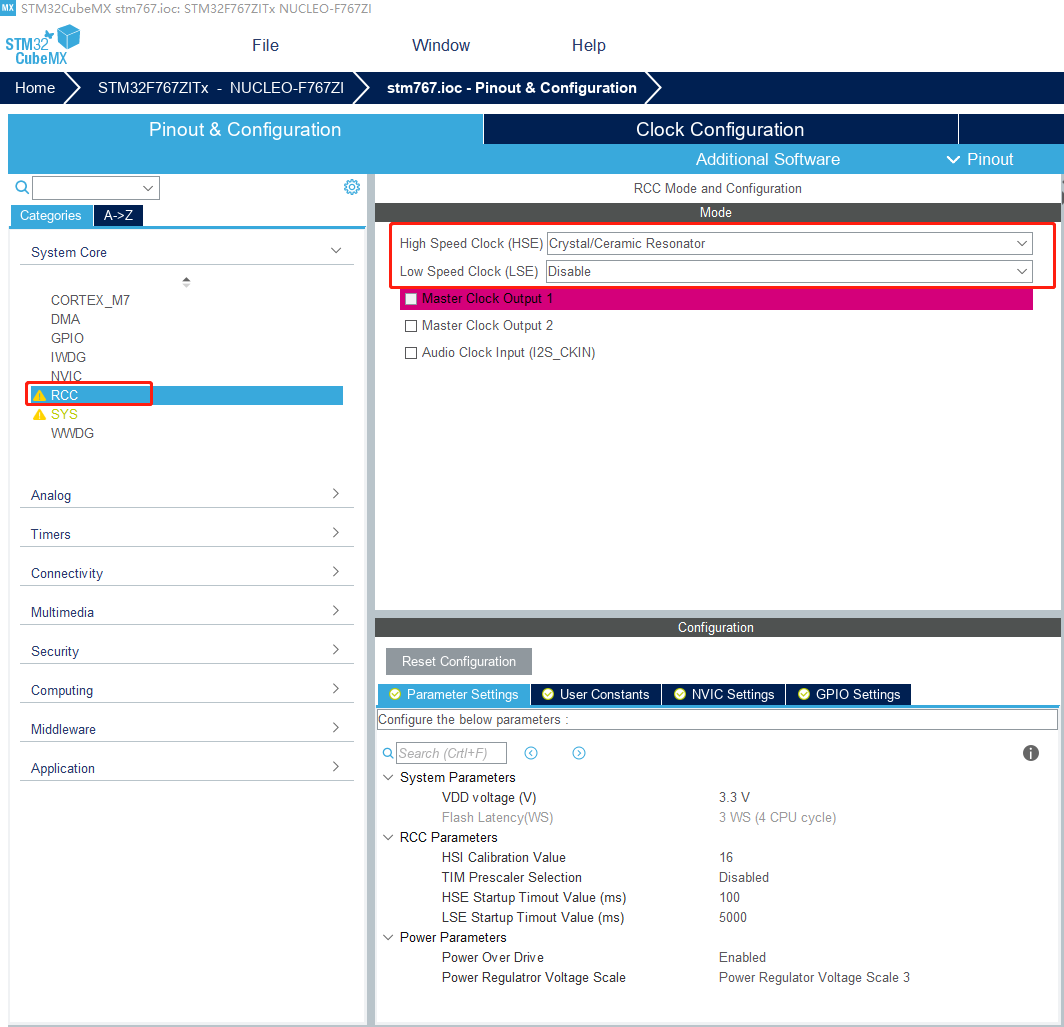 MX STM32CubeMX stm767.ioc: STM32F767ZITx NUCLEO-F767ZI
STM32
CubeMX
File Window Help
Home STM32F767ZITx - NUCLEO-F767ZI stm767.ioc - Pinout & Configuration
Pinout & Configuration Clock Configuration
Additional Software Pinout
RCC Mode and Configuration
Categories A->Z
System Core
CORTEX_M7
DMA
GPIO
IWDG
NVIC
RCC
SYS
WWDG
Analog
Timers
Connectivity
Multimedia
Security
Computing
Middleware
Application
Mode
High Speed Clock (HSE) Crystal/Ceramic Resonator
Low Speed Clock (LSE) Disable
Master Clock Output 1
Master Clock Output 2
Audio Clock Input (I2S_CKIN)
Configuration
Reset Configuration
Parameter Settings User Constants NVIC Settings GPIO Settings
Configure the below parameters :
Search (Crtl+F)
System Parameters
VDD voltage (V) 3.3 V
Flash Latency(WS) 3 WS (4 CPU cycle)
RCC Parameters
HSI Calibration Value 16
TIM Prescaler Selection Disabled
HSE Startup Timout Value (ms) 100
LSE Startup Timout Value (ms) 5000
Power Parameters
Power Over Drive Enabled
Power Regulatror Voltage Scale Power Regulator Voltage Scale 3